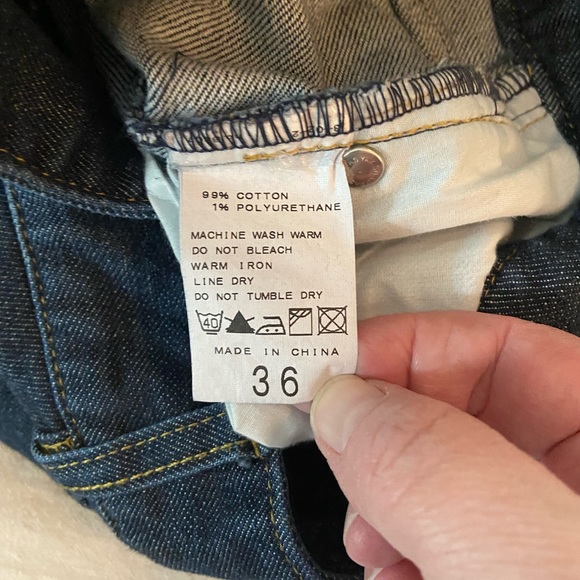 99% COTTON
1% POLYURETHANE
MACHINE WASH WARM
DO NOT BLEACH
WARM IRON
LINE DRY
DO NOT TUMBLE DRY
40
MADE IN CHINA
36